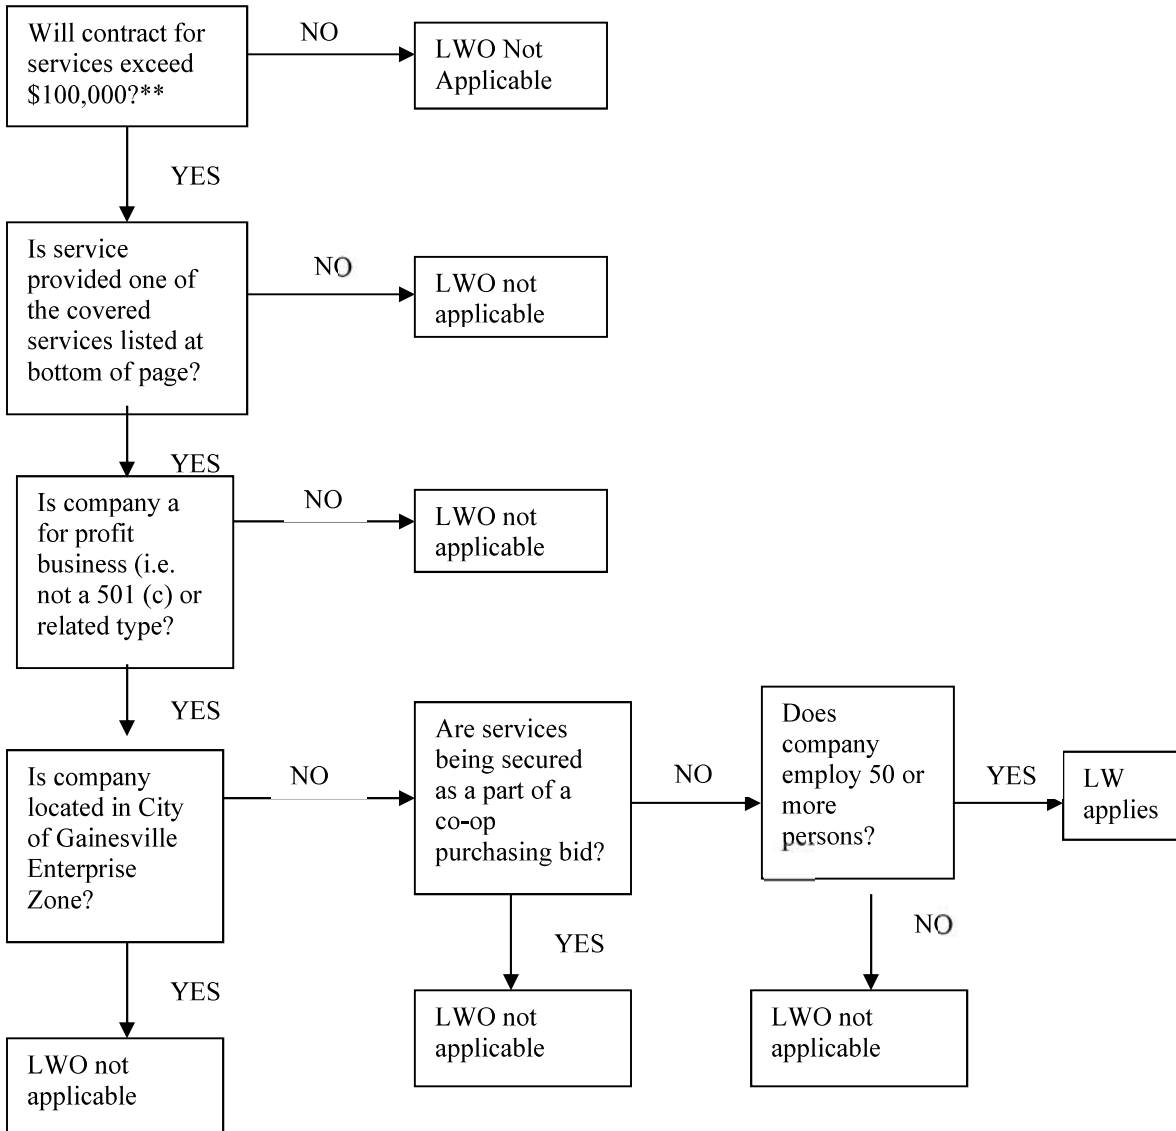 Will contract for
services exceed
$100,000?**
NO
LWO Not
Applicable
YES
Is service
provided one of
the covered
services listed at
bottom of page?
NO
LWO not
applicable
YES
Is company a
for profit
business (i.e.
not a 501 (c) or
related type?
NO
LWO not
applicable
YES
Is company
located in City
of Gainesville
Enterprise
Zone?
NO
Are services
being secured
as a part of a
co-op
purchasing bid?
NO
Does
company
employ 50 or
more
persons?
YES
LW
applies
YES
LWO not
applicable
YES
LWO not
applicable
NO
LWO not
applicable